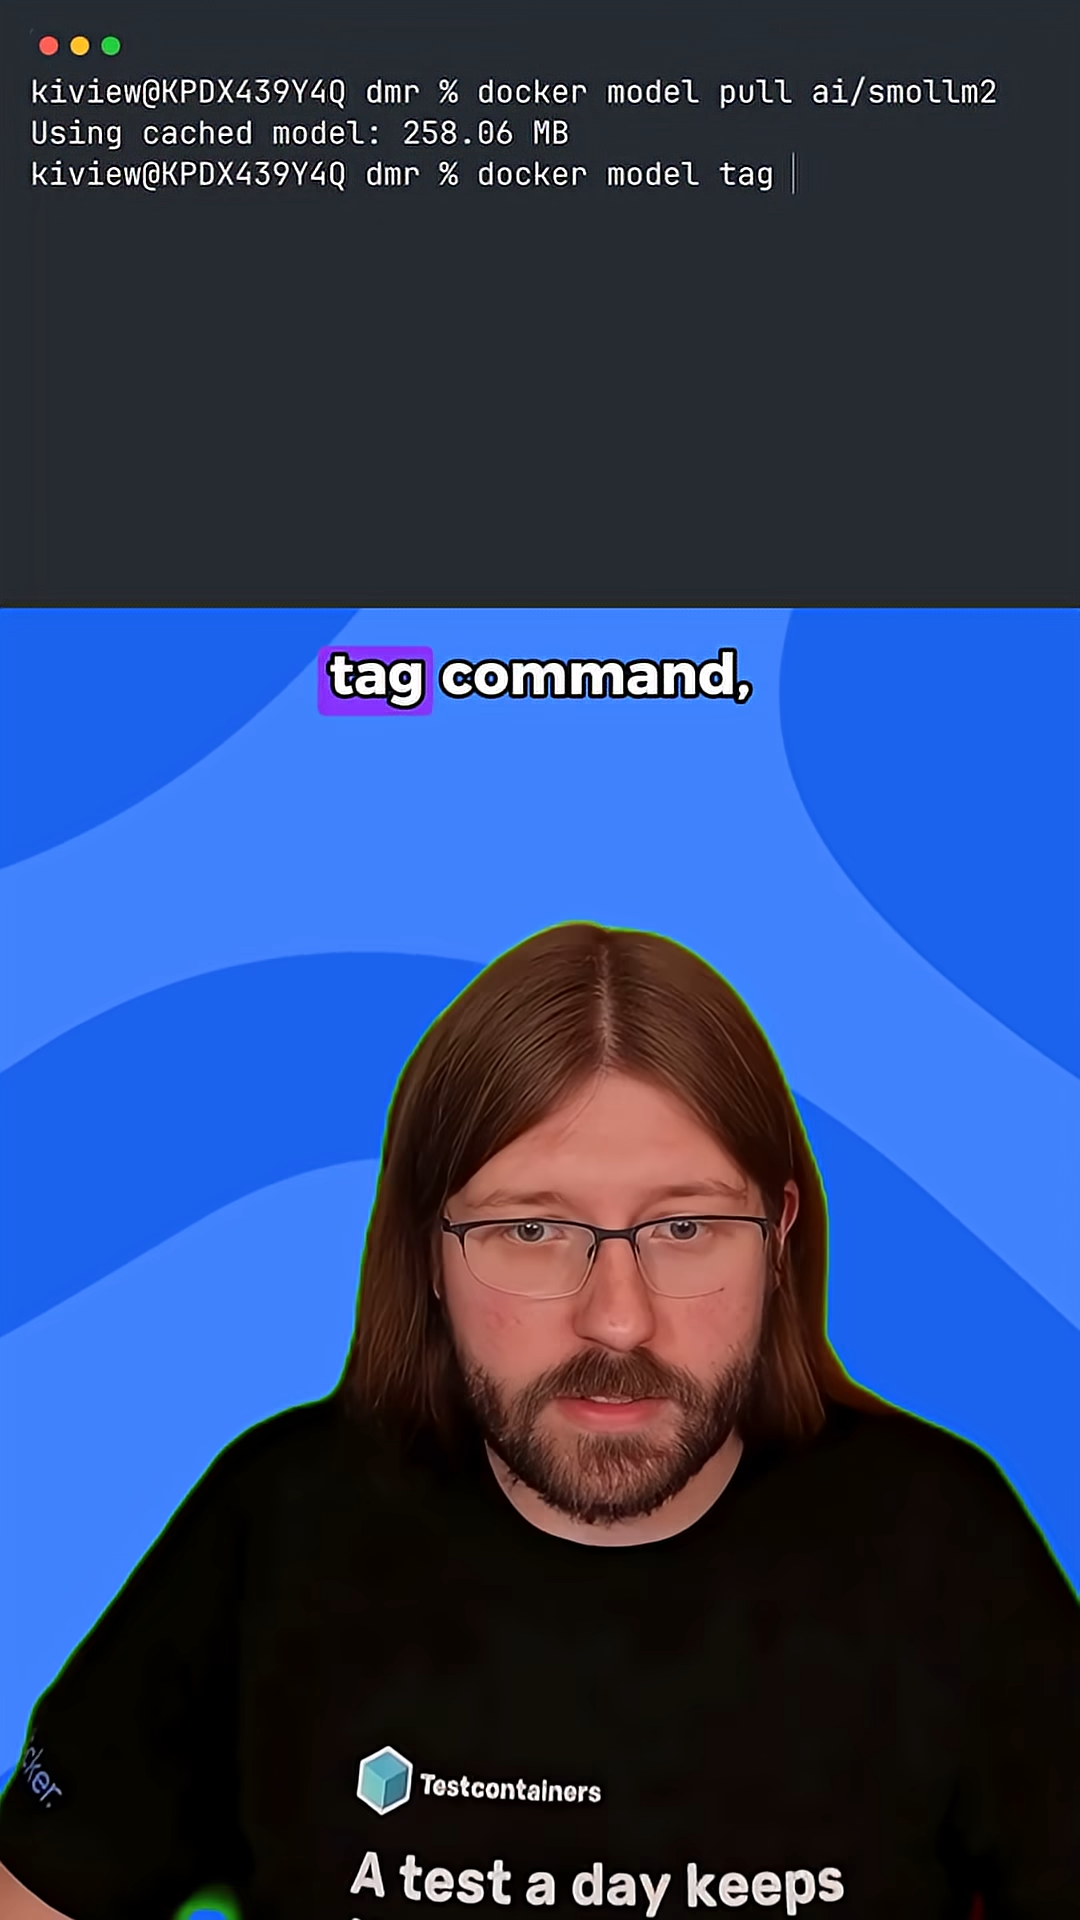 kiview@KPDX439Y4Q dmr % docker model pull ai/smollm2
Using cached model: 258.06 MB
kiview@KPDX439Y4Q dmr % docker model tag
tag command,
cker.
Testcontainers
A test a day keeps